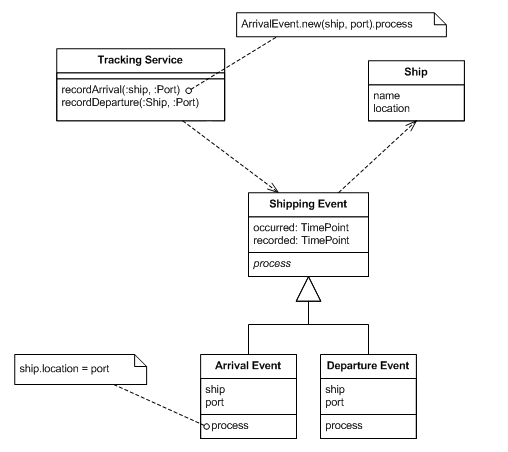 ArrivalEvent.new(ship, port).process
Tracking Service
recordArrival(:ship, :Port)
recordDeparture(:Ship, :Port)
Ship
name
location
Shipping Event
occurred: TimePoint
recorded: TimePoint
process
ship.location = port
Arrival Event
ship
port
process
Departure Event
ship
port
process